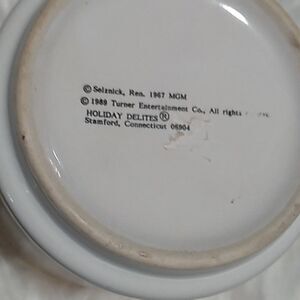 © Selznick, Ren. 1967 MGM
© 1989 Turner Entertainment Co., All rights
HOLIDAY DELITES ®
Stamford, Connecticut 06904